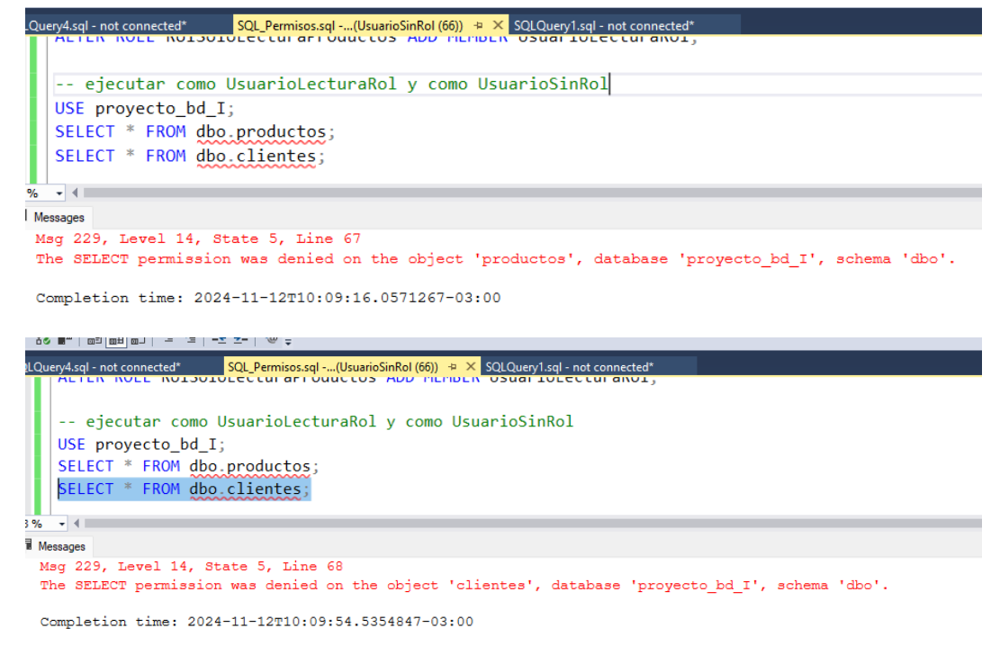 .LQuery4.sql - not connected* SQL_Permisos.sql -...(UsuarioSinRol (66)) SQLQuery1.sql - not connected*
ALTER ROLE RolSoloLecturaProductos ADD MEMBER UsuarioLecturaRol;
-- ejecutar como UsuarioLecturaRol y como UsuarioSinRol
USE proyecto_bd_I;
SELECT * FROM dbo.productos;
SELECT * FROM dbo.clientes;
%
Messages
Msg 229, Level 14, State 5, Line 67
The SELECT permission was denied on the object 'productos', database 'proyecto_bd_I', schema 'dbo'.
Completion time: 2024-11-12T10:09:16.0571267-03:00
LQuery4.sql - not connected* SQL_Permisos.sql -...(UsuarioSinRol (66)) SQLQuery1.sql - not connected*
ALTER ROLE RolSoloLecturaProductos ADD MEMBER UsuarioLecturaRol;
-- ejecutar como UsuarioLecturaRol y como UsuarioSinRol
USE proyecto_bd_I;
SELECT * FROM dbo.productos;
SELECT * FROM dbo.clientes;
%
Messages
Msg 229, Level 14, State 5, Line 68
The SELECT permission was denied on the object 'clientes', database 'proyecto_bd_I', schema 'dbo'.
Completion time: 2024-11-12T10:09:54.5354847-03:00